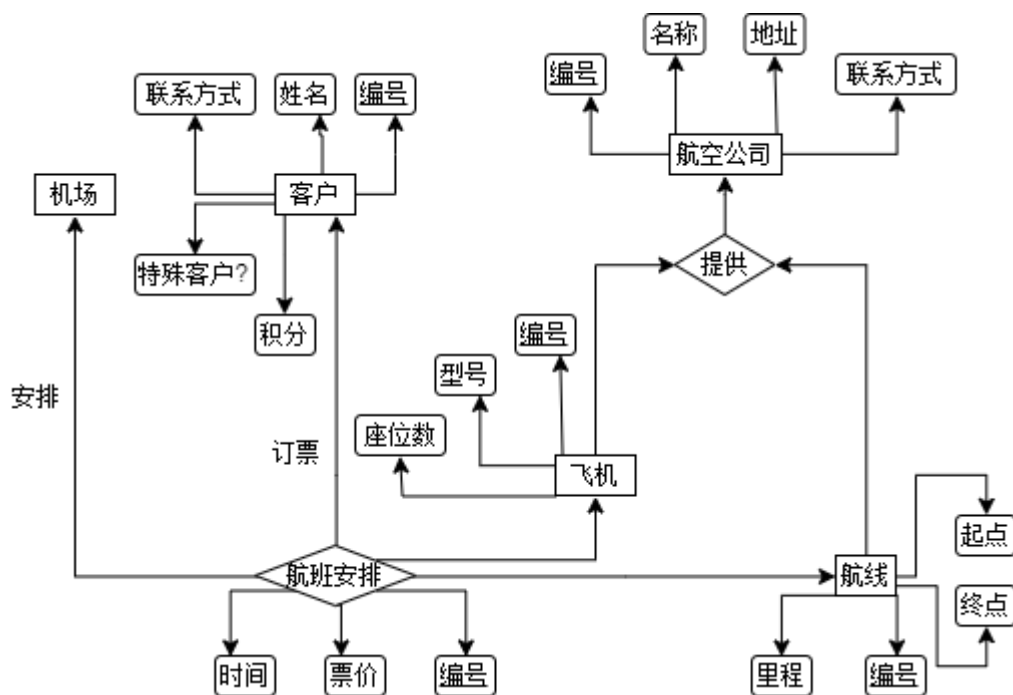 名称
地址
编号
联系方式
联系方式
姓名
编号
航空公司
机场
客户
特殊客户?
提供
积分
编号
型号
安排
座位数
订票
飞机
起点
航班安排
航线
终点
时间
票价
编号
里程
编号